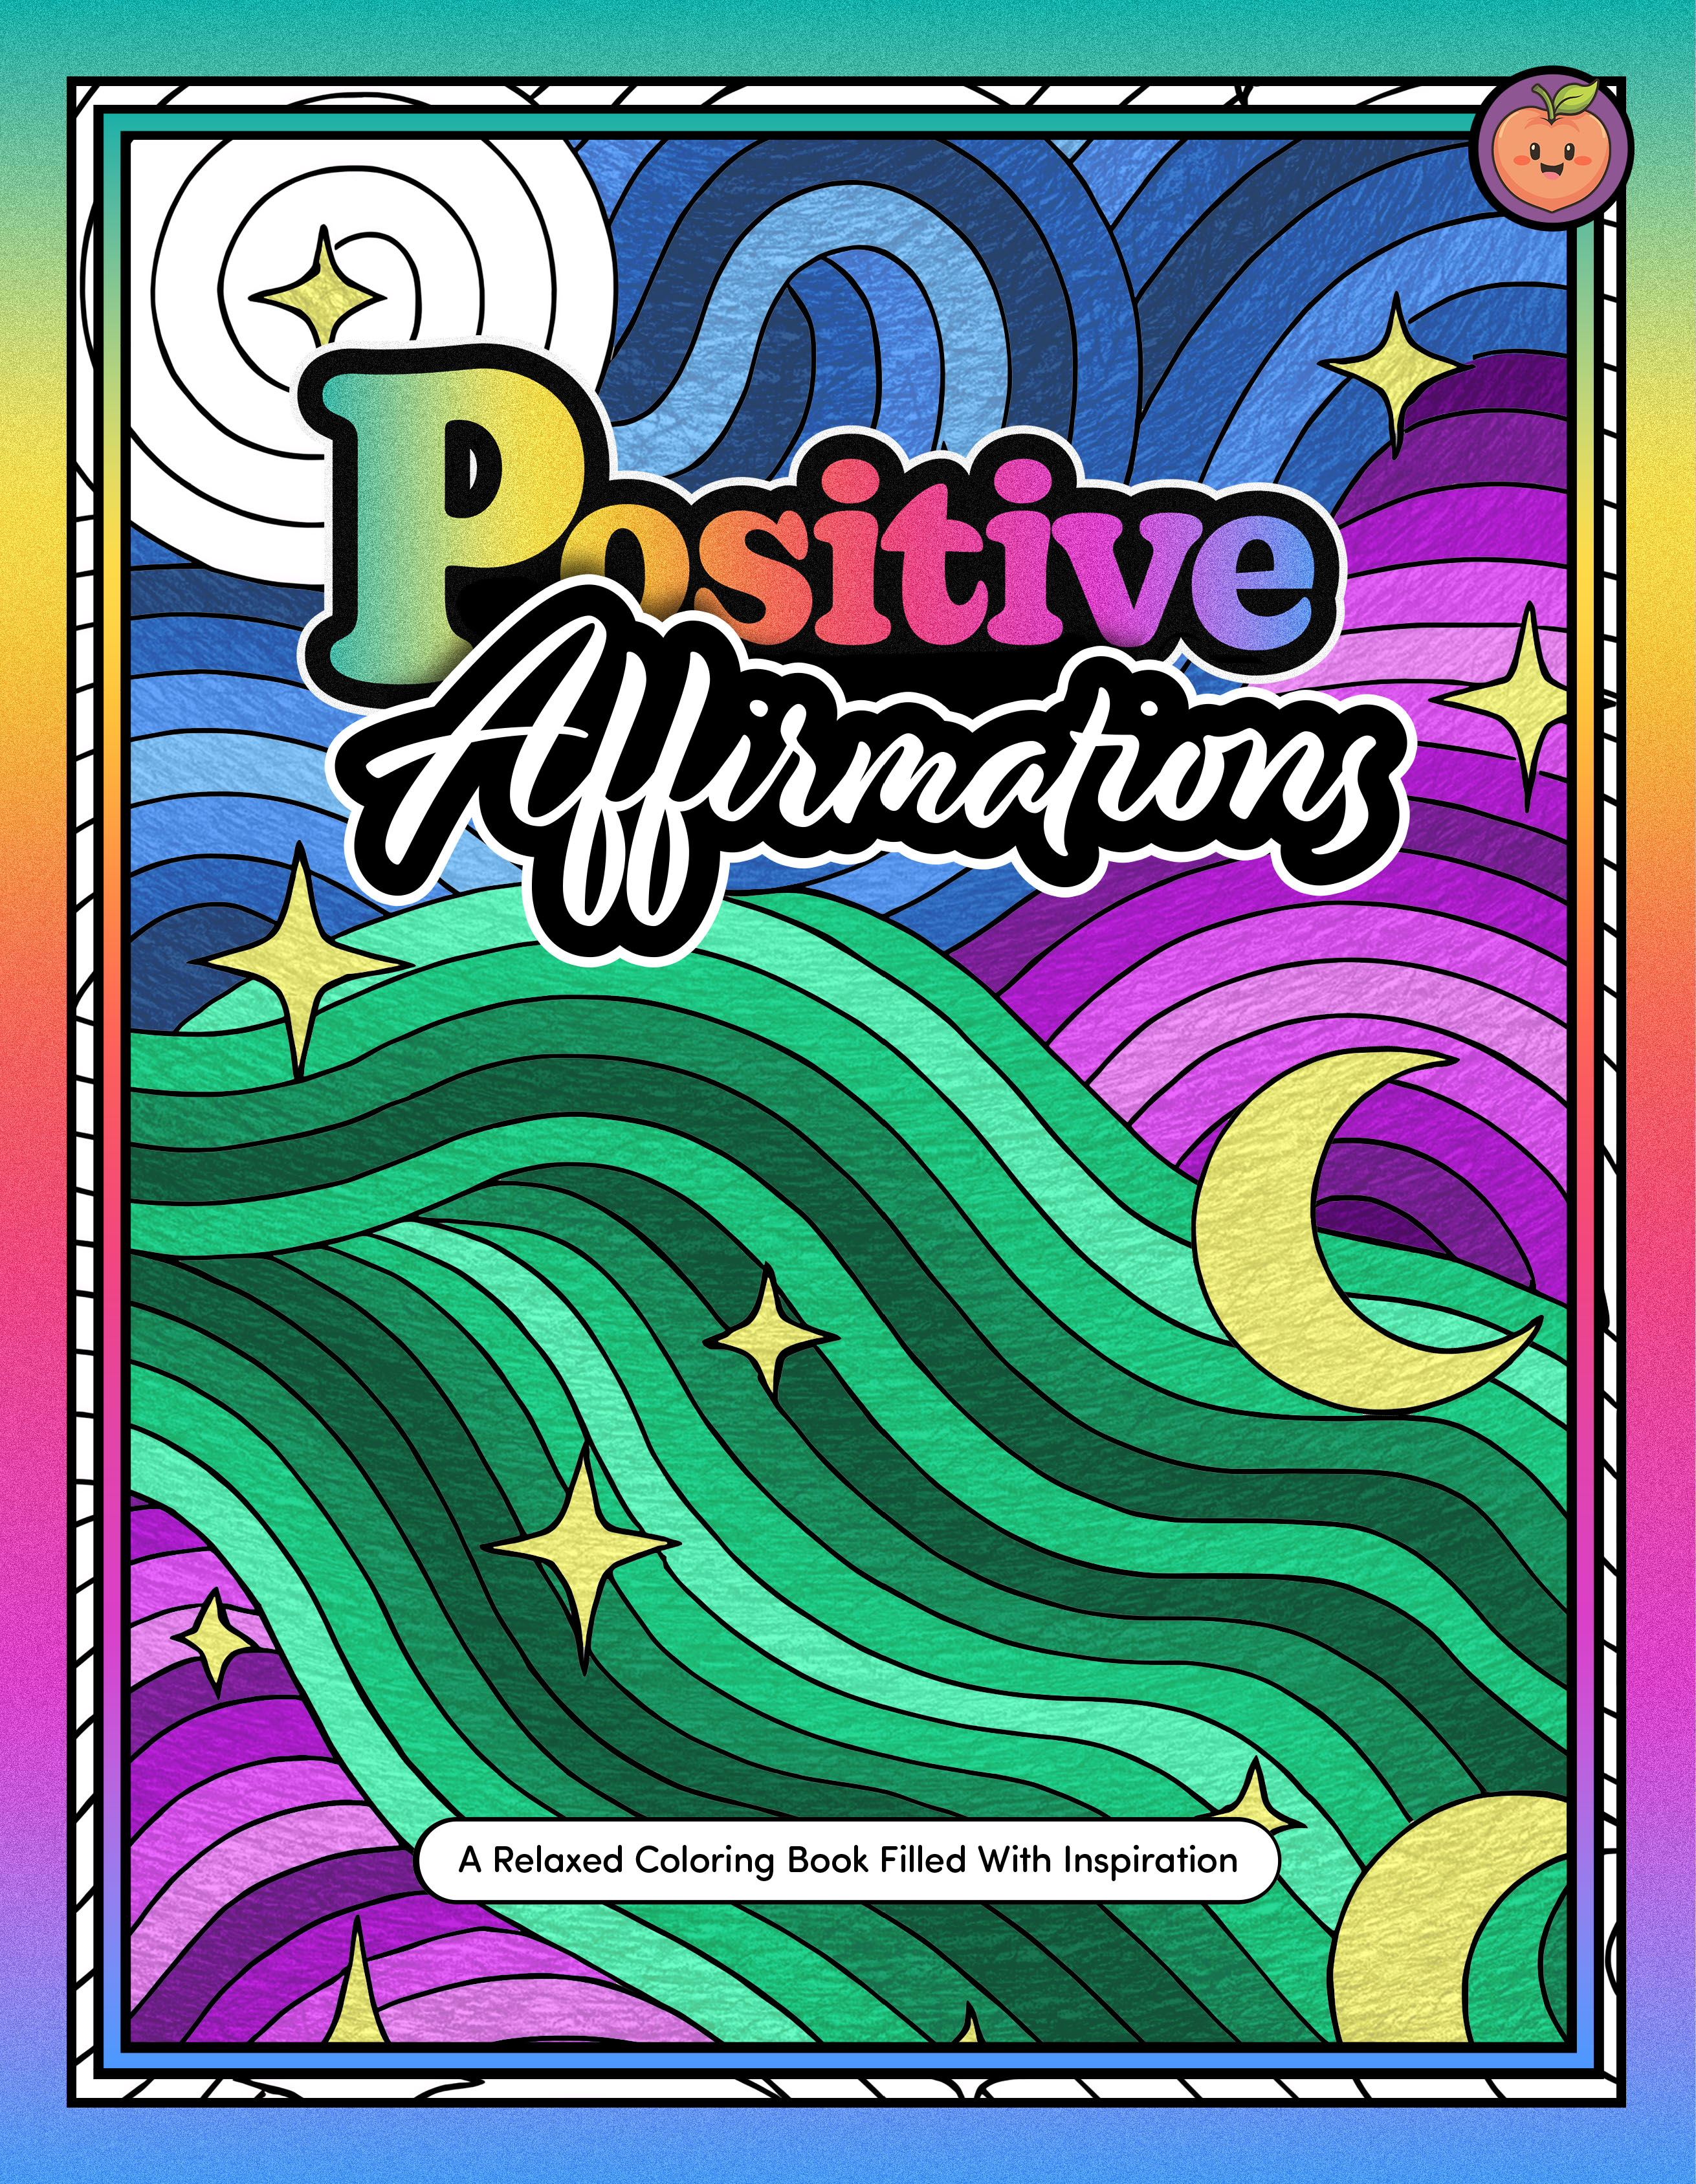 Positive
Affirmations
A Relaxed Coloring Book Filled With Inspiration